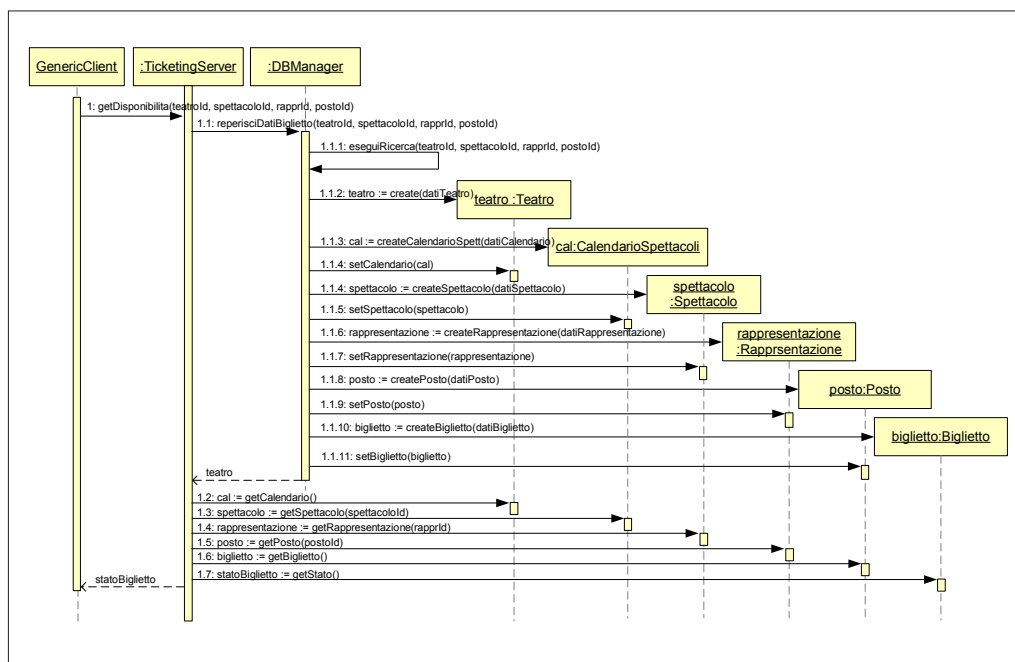 GenericClient
:TicketingServer
:DBManager
1: getDisponibilita(teatroId, spettacoloId, rapprId, postoId)
1.1: reperisciDatiBiglietto(teatroId, spettacoloId, rapprId, postoId)
1.1.1: eseguiRicerca(teatroId, spettacoloId, rapprId, postoId)
1.1.2: teatro := create(datiTeatro)
teatro :Teatro
1.1.3: cal := createCalendarioSpett(datiCalendario)
cal:CalendarioSpettacoli
1.1.4: setCalendario(cal)
1.1.4: spettacolo := createSpettacolo(datiSpettacolo)
spettacolo
:Spettacolo
1.1.5: setSpettacolo(spettacolo)
1.1.6: rappresentazione := createRappresentazione(datiRappresentazione)
rappresentazione
:Rapprsentazione
1.1.7: setRappresentazione(rappresentazione)
1.1.8: posto := createPosto(datiPosto)
posto:Posto
1.1.9: setPosto(posto)
1.1.10: biglietto := createBiglietto(datiBiglietto)
biglietto:Biglietto
1.1.11: setBiglietto(biglietto)
teatro
1.2: cal := getCalendario()
1.3: spettacolo := getSpettacolo(spettacoloId)
1.4: rappresentazione := getRappresentazione(rapprId)
1.5: posto := getPosto(postoId)
1.6: biglietto := getBiglietto()
1.7: statoBiglietto := getStato()
statoBiglietto